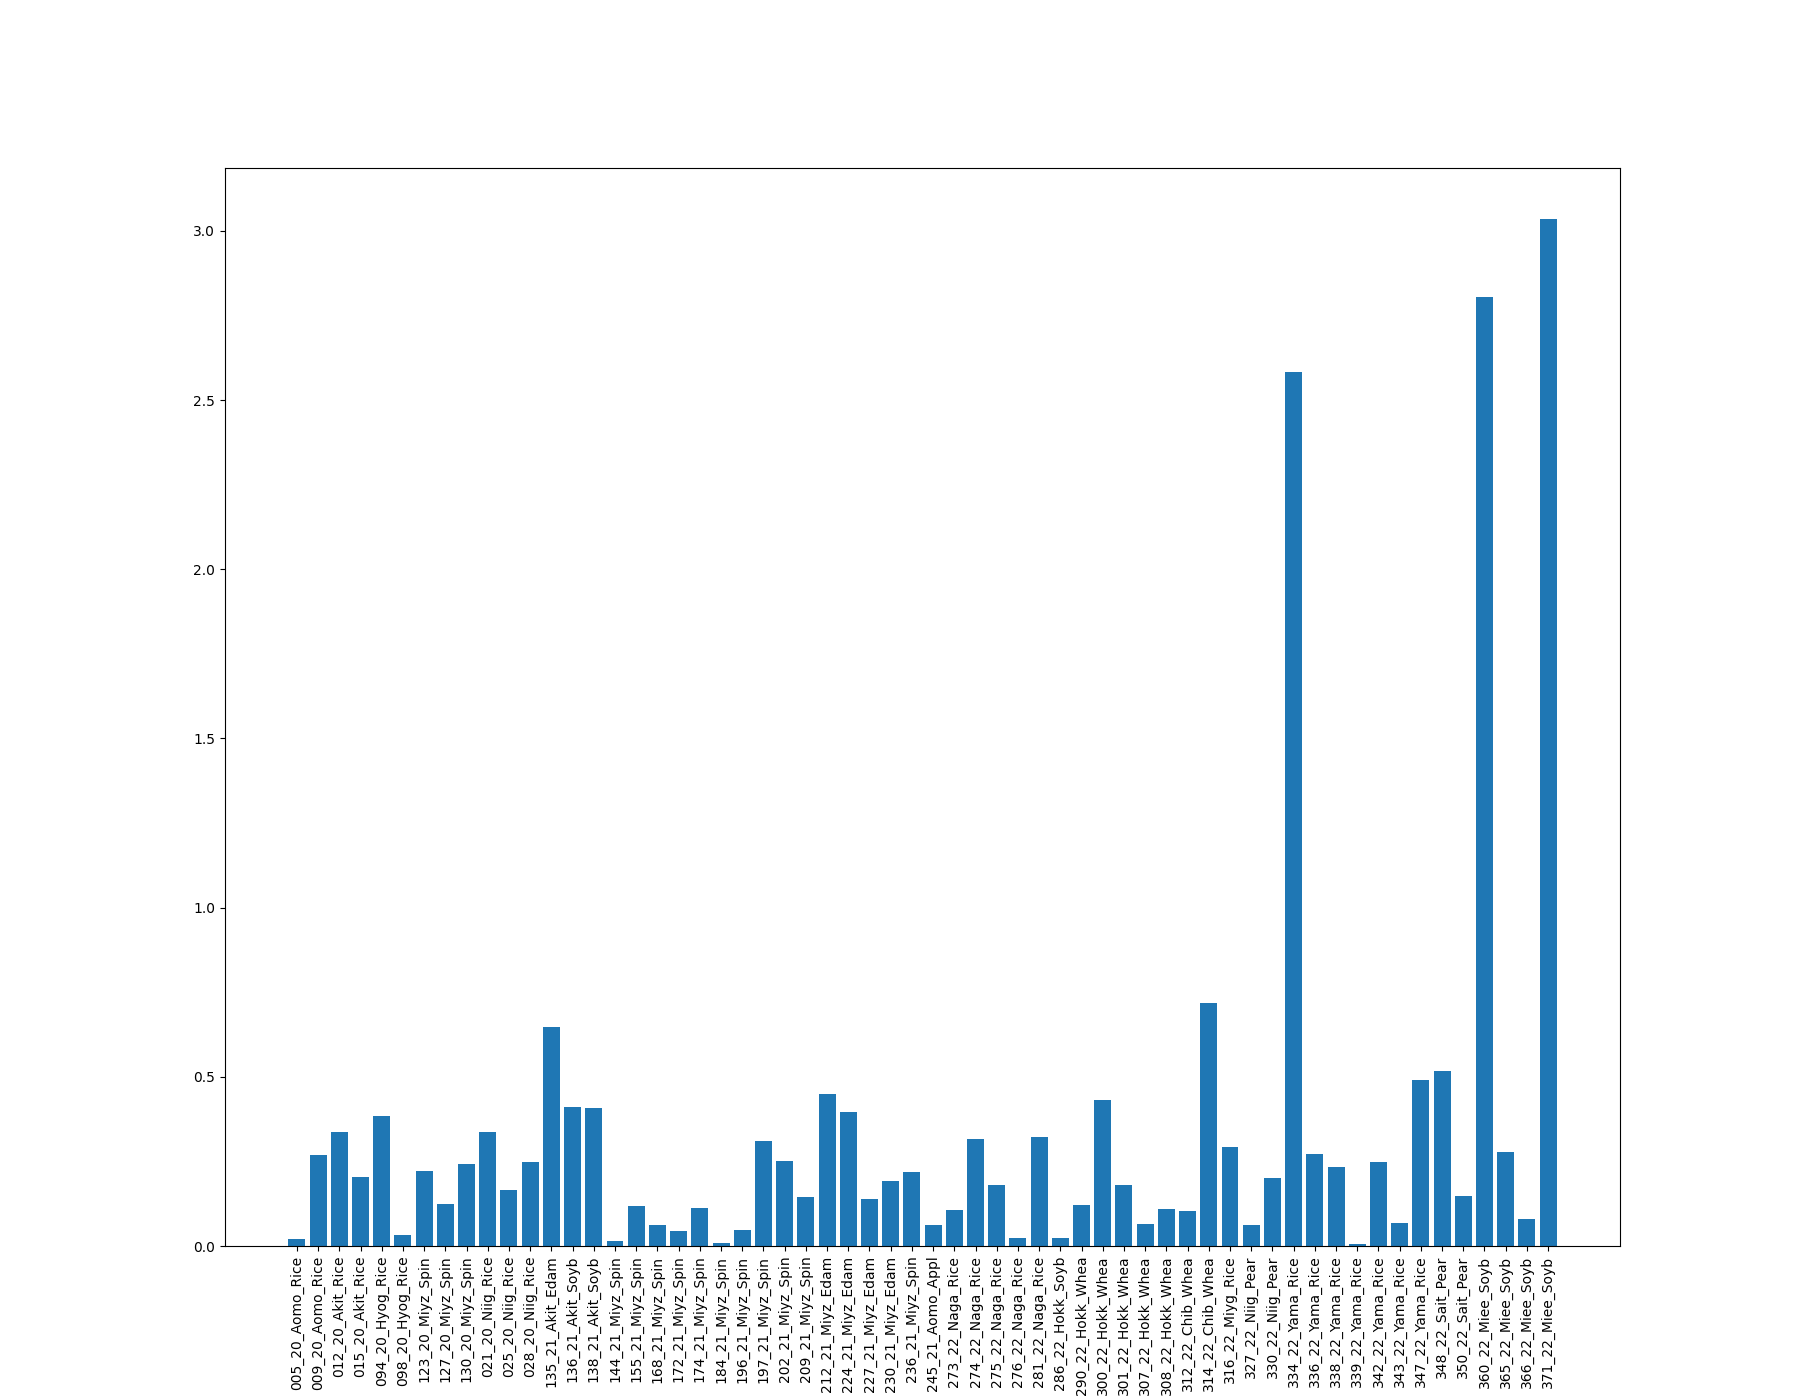 3.0
2.5
2.0
1.5
1.0
0.5
0.0
005_20_Aomo_Rice
009_20_Aomo_Rice
012_20_Akit_Rice
015_20_Akit_Rice
094_20_Hyog_Rice
098_20_Hyog_Rice
123_20_Miyz_Spin
127_20_Miyz_Spin
130_20_Miyz_Spin
021_20_Niig_Rice
025_20_Niig_Rice
028_20_Niig_Rice
135_21_Akit_Edam
136_21_Akit_Soyb
138_21_Akit_Soyb
144_21_Miyz_Spin
155_21_Miyz_Spin
168_21_Miyz_Spin
172_21_Miyz_Spin
174_21_Miyz_Spin
184_21_Miyz_Spin
196_21_Miyz_Spin
197_21_Miyz_Spin
202_21_Miyz_Spin
209_21_Miyz_Spin
212_21_Miyz_Edam
224_21_Miyz_Edam
227_21_Miyz_Edam
230_21_Miyz_Edam
236_21_Miyz_Spin
245_21_Aomo_Appl
273_22_Naga_Rice
274_22_Naga_Rice
275_22_Naga_Rice
276_22_Naga_Rice
281_22_Naga_Rice
286_22_Hokk_Soyb
290_22_Hokk_Whea
300_22_Hokk_Whea
301_22_Hokk_Whea
307_22_Hokk_Whea
308_22_Hokk_Whea
312_22_Chib_Whea
314_22_Chib_Whea
316_22_Miyg_Rice
327_22_Niig_Pear
330_22_Niig_Pear
334_22_Yama_Rice
336_22_Yama_Rice
338_22_Yama_Rice
339_22_Yama_Rice
342_22_Yama_Rice
343_22_Yama_Rice
347_22_Yama_Rice
348_22_Sait_Pear
350_22_Sait_Pear
360_22_Miee_Soyb
365_22_Miee_Soyb
366_22_Miee_Soyb
371_22_Miee_Soyb